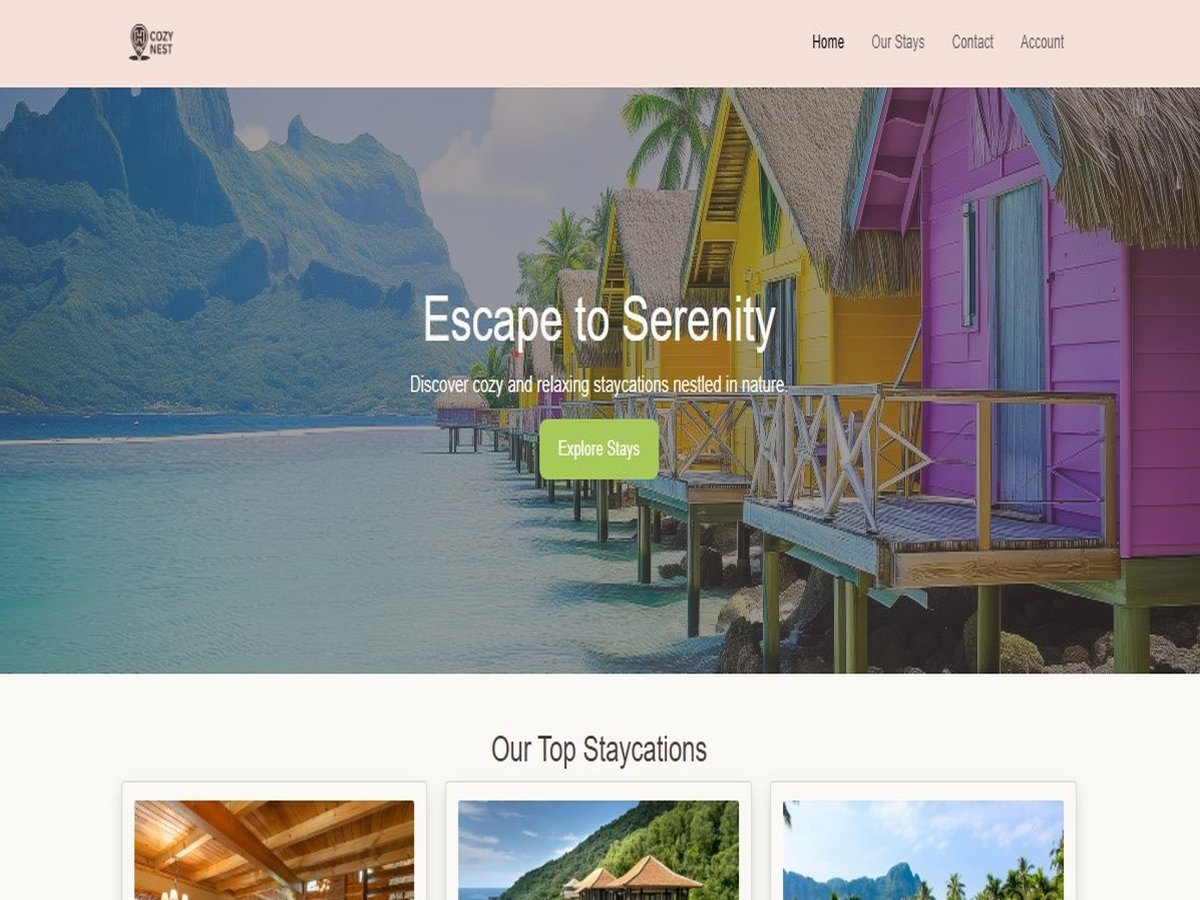 COZY
NEST
Home
Our Stays
Contact
Account
Escape to Serenity
Discover cozy and relaxing staycations nestled in nature.
Explore Stays
Our Top Staycations